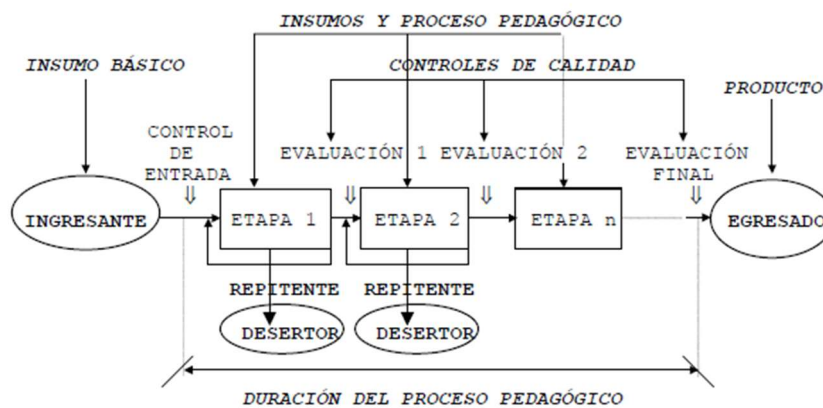 INSUMOS Y PROCESO PEDAGÓGICO
INSUMO BÁSICO
CONTROLES DE CALIDAD
PRODUCTO
CONTROL
DE
ENTRADA
EVALUACIÓN 1
EVALUACIÓN 2
EVALUACIÓN
FINAL
INGRESANTE
ETAPA 1
ETAPA 2
ETAPA n
EGRESADO
REPITENTE
REPITENTE
DESERTOR
DESERTOR
DURACIÓN DEL PROCESO PEDAGÓGICO